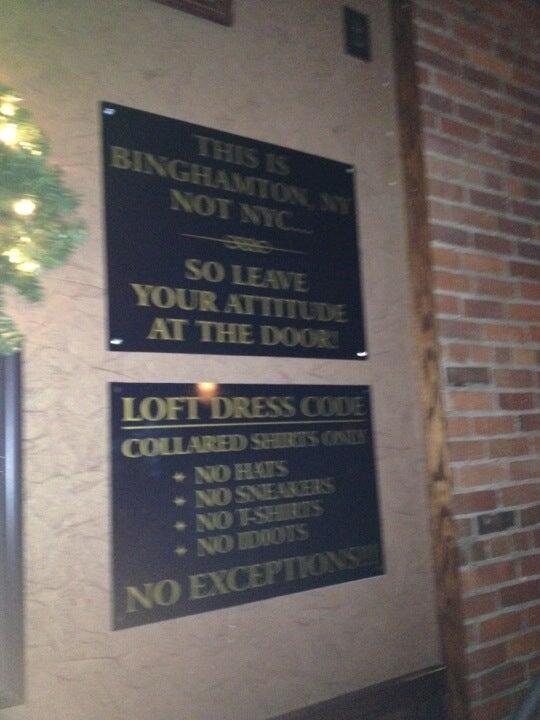 THIS IS
BINGHAMTON, NY
NOT NYC...
SO LEAVE
YOUR ATTITUDE
AT THE DOOR!
LOFT DRESS CODE
COLLARED SHIRTS ONLY
NO HATS
NO SNEAKERS
NO T-SHIRTS
NO IDIOTS
NO EXCEPTIONS!!!